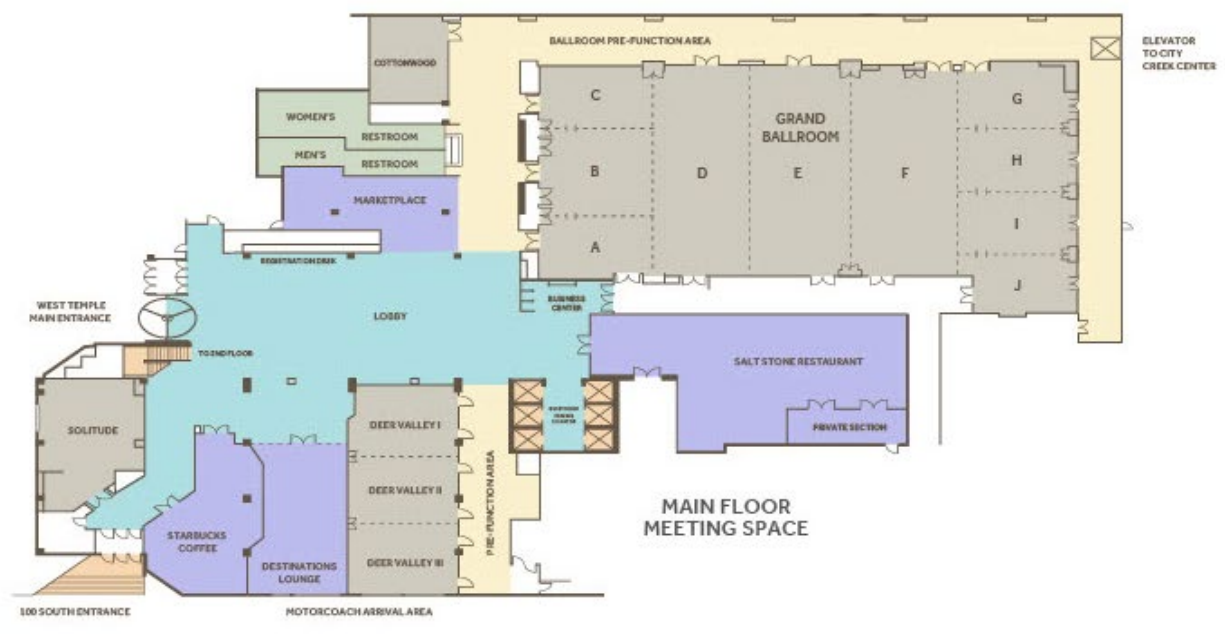 BALLROOM PRE-FUNCTION AREA
ELEVATOR
TO CITY
CREEK CENTER
COTTONWOOD
C
G
GRAND
BALLROOM
WOMEN'S
RESTROOM
MEN'S
RESTROOM
B
D
E
F
H
MARKETPLACE
I
A
REGISTRATION DESK
J
BUSINESS
CENTER
WEST TEMPLE
MAIN ENTRANCE
LOBBY
TO 2ND FLOOR
SALT STONE RESTAURANT
SOLITUDE
DEER VALLEY I
PRIVATE SECTION
DEER VALLEY II
PRE-FUNCTION AREA
MAIN FLOOR
MEETING SPACE
STARBUCKS
COFFEE
DESTINATIONS
LOUNGE
DEER VALLEY III
100 SOUTH ENTRANCE
MOTORCOACH ARRIVAL AREA